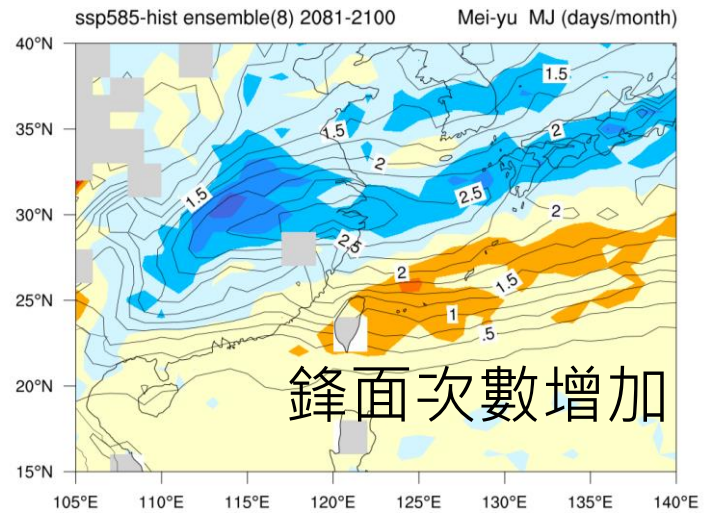 ssp585-hist ensemble(8) 2081-2100 Mei-yu MJ (days/month)
40°N
1.5
35°N
1.5
2
2
1.5
2.5
30°N
2
2.5
2
1.5
25°N
1
.5
20°N
鋒面次數增加
15°N
105°E 110°E 115°E 120°E 125°E 130°E 135°E 140°E